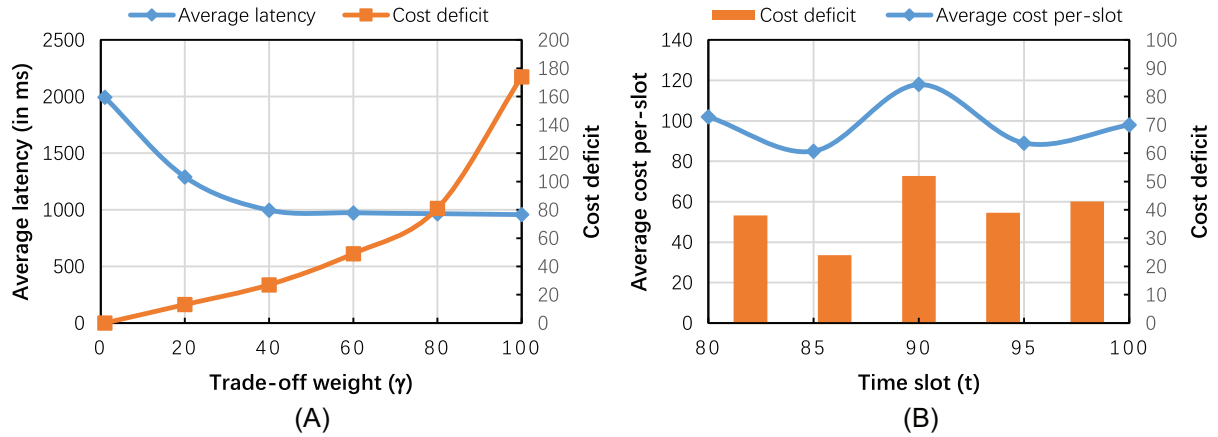 Average latency
Cost deficit
2500
2000
1500
1000
500
0
200
180
160
140
120
100
80
60
40
20
0
0 20 40 60 80 100
Average latency (in ms)
Cost deficit
Trade-off weight (γ)
(A)
Cost deficit
Average cost per-slot
140
120
100
80
60
40
20
0
100
90
80
70
60
50
40
30
20
10
0
80 85 90 95 100
Average cost per-slot
Cost deficit
Time slot (t)
(B)